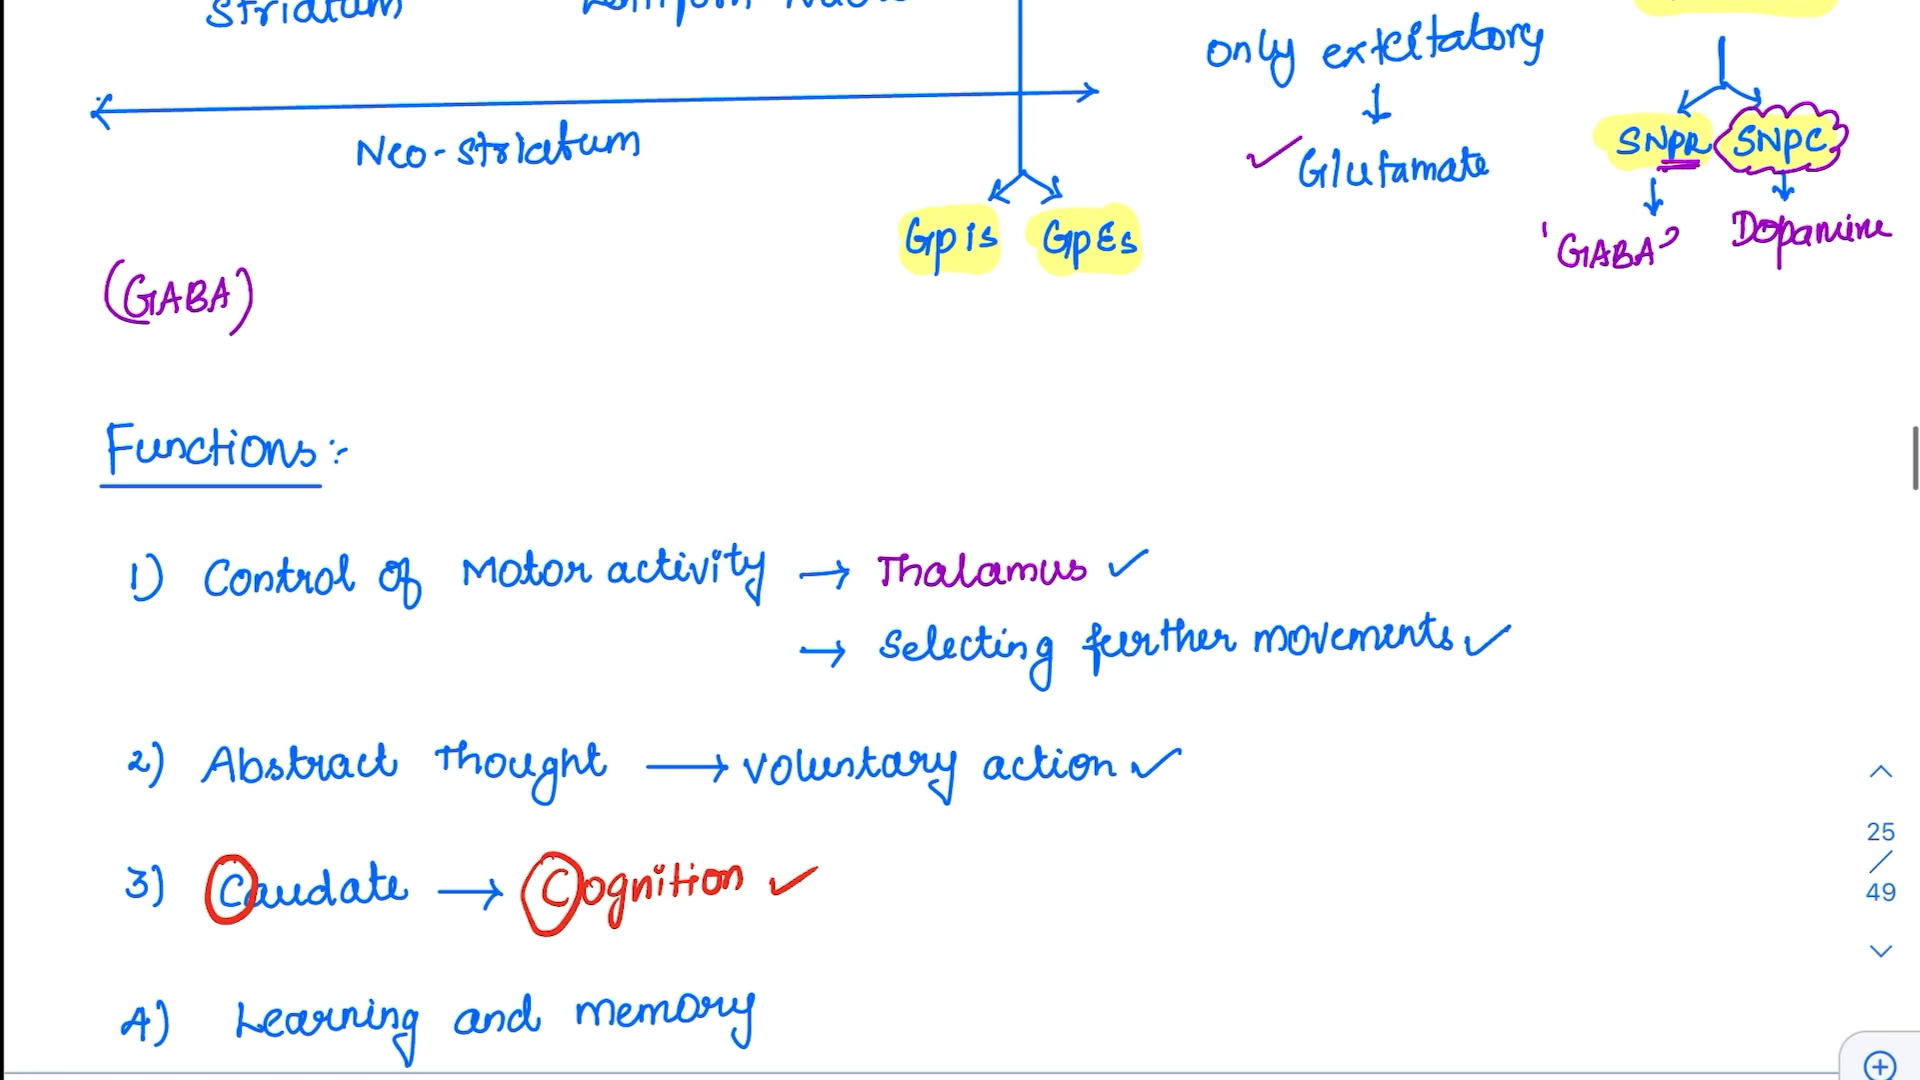 Striatum
only exteitatory
Neo-striatum
Glutamate
SNPR SNPC
Gpis GpEs
'GABA' Dopamine
(GABA)
Functions:-
1) Control of Motor activity → Thalamus ✓
→ Selecting further movements ✓
2) Abstract thought → voluntary action ✓
3) Caudate → Cognition ✓
4) Learning and memory
25
/
49